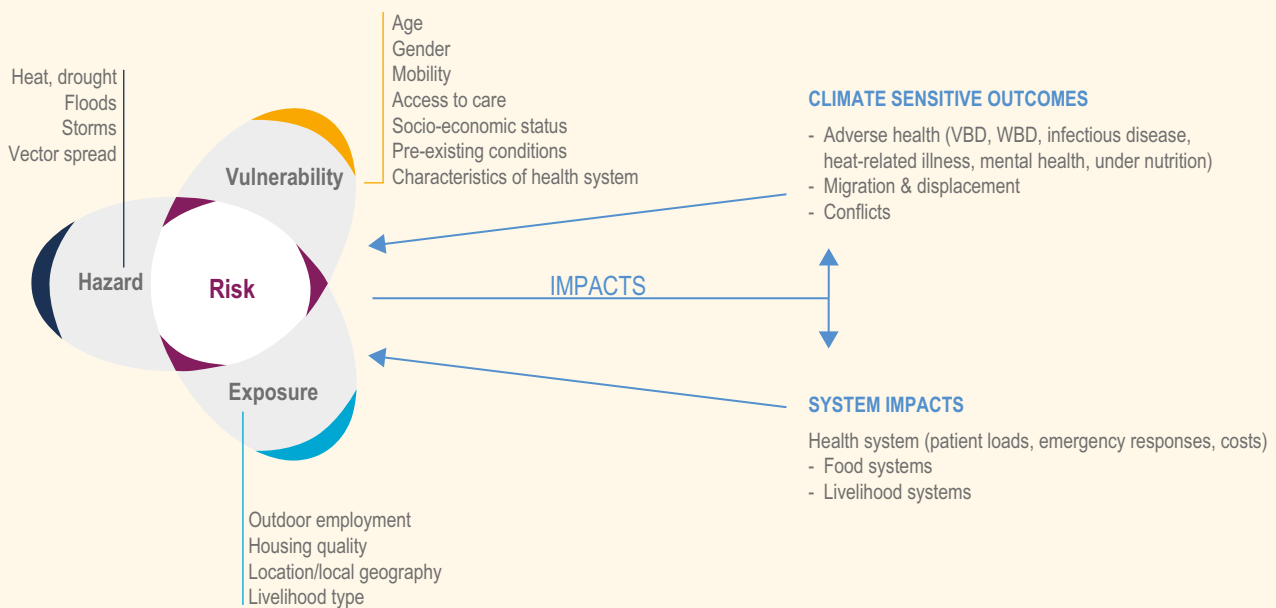 Heat, drought
Floods
Storms
Vector spread
Age
Gender
Mobility
Access to care
Socio-economic status
Pre-existing conditions
Characteristics of health system
Vulnerability
Hazard
Risk
Exposure
Outdoor employment
Housing quality
Location/local geography
Livelihood type
IMPACTS
CLIMATE SENSITIVE OUTCOMES
- Adverse health (VBD, WBD, infectious disease,
heat-related illness, mental health, under nutrition)
- Migration & displacement
- Conflicts
SYSTEM IMPACTS
Health system (patient loads, emergency responses, costs)
- Food systems
- Livelihood systems